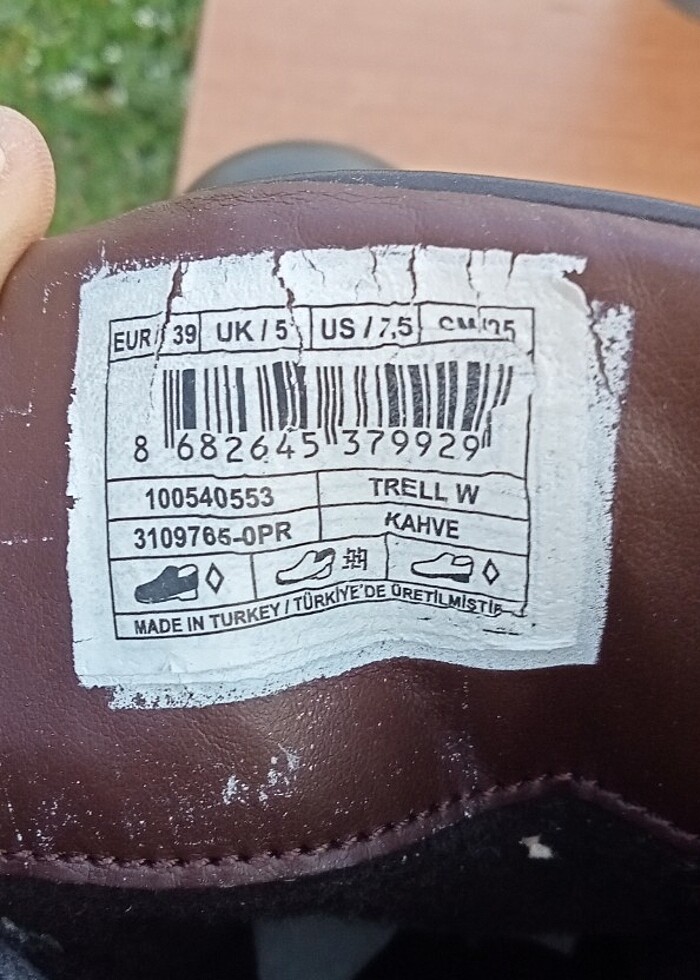 EUR / 39 UK / 5 US / 7,5 CM /25
8 682645 379929
100540553 TRELL W
3109765-0PR KAHVE
MADE IN TURKEY / TÜRKİYE'DE ÜRETİLMİŞTİR